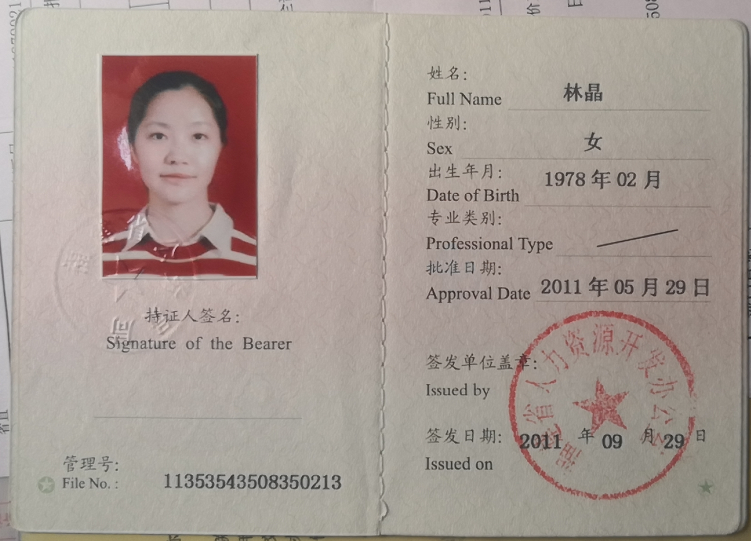 持证人签名:
Signature of the Bearer
管理号:
File No.: 11353543508350213
姓名: 林晶
Full Name
性别: 女
Sex
出生年月: 1978 年 02 月
Date of Birth
专业类别:
Professional Type
批准日期: 2011 年 05 月 29 日
Approval Date
签发单位盖章:
Issued by
福建省人力资源开发办公室
签发日期: 2011 年 09 月 29 日
Issued on